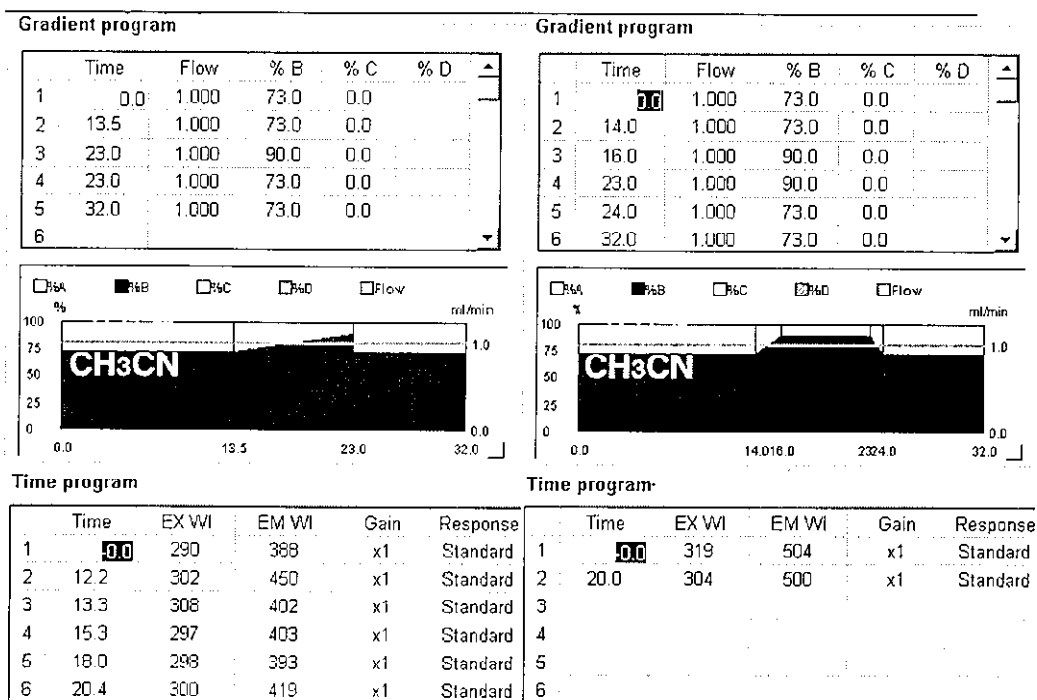 Gradient program
Time Flow % B % C % D
1 0.0 1.000 73.0 0.0
2 13.5 1.000 73.0 0.0
3 23.0 1.000 90.0 0.0
4 23.0 1.000 73.0 0.0
5 32.0 1.000 73.0 0.0
6
%A %B %C %D Flow
% ml/min
100
75 1.0
50
25
0 0.0
CH3CN
0.0 13.5 23.0 32.0
Time program
Time EX Wl EM Wl Gain Response
1 0.0 290 388 x1 Standard
2 12.2 302 450 x1 Standard
3 13.3 308 402 x1 Standard
4 15.3 297 403 x1 Standard
5 18.0 298 393 x1 Standard
6 20.4 300 419 x1 Standard
Gradient program
Time Flow % B % C % D
1 0.0 1.000 73.0 0.0
2 14.0 1.000 73.0 0.0
3 16.0 1.000 90.0 0.0
4 23.0 1.000 90.0 0.0
5 24.0 1.000 73.0 0.0
6 32.0 1.000 73.0 0.0
%A %B %C %D Flow
% ml/min
100
75 1.0
50
25
0 0.0
CH3CN
0.0 14.016.0 2324.0 32.0
Time program
Time EX Wl EM Wl Gain Response
1 0.0 319 504 x1 Standard
2 20.0 304 500 x1 Standard
3
4
5
6